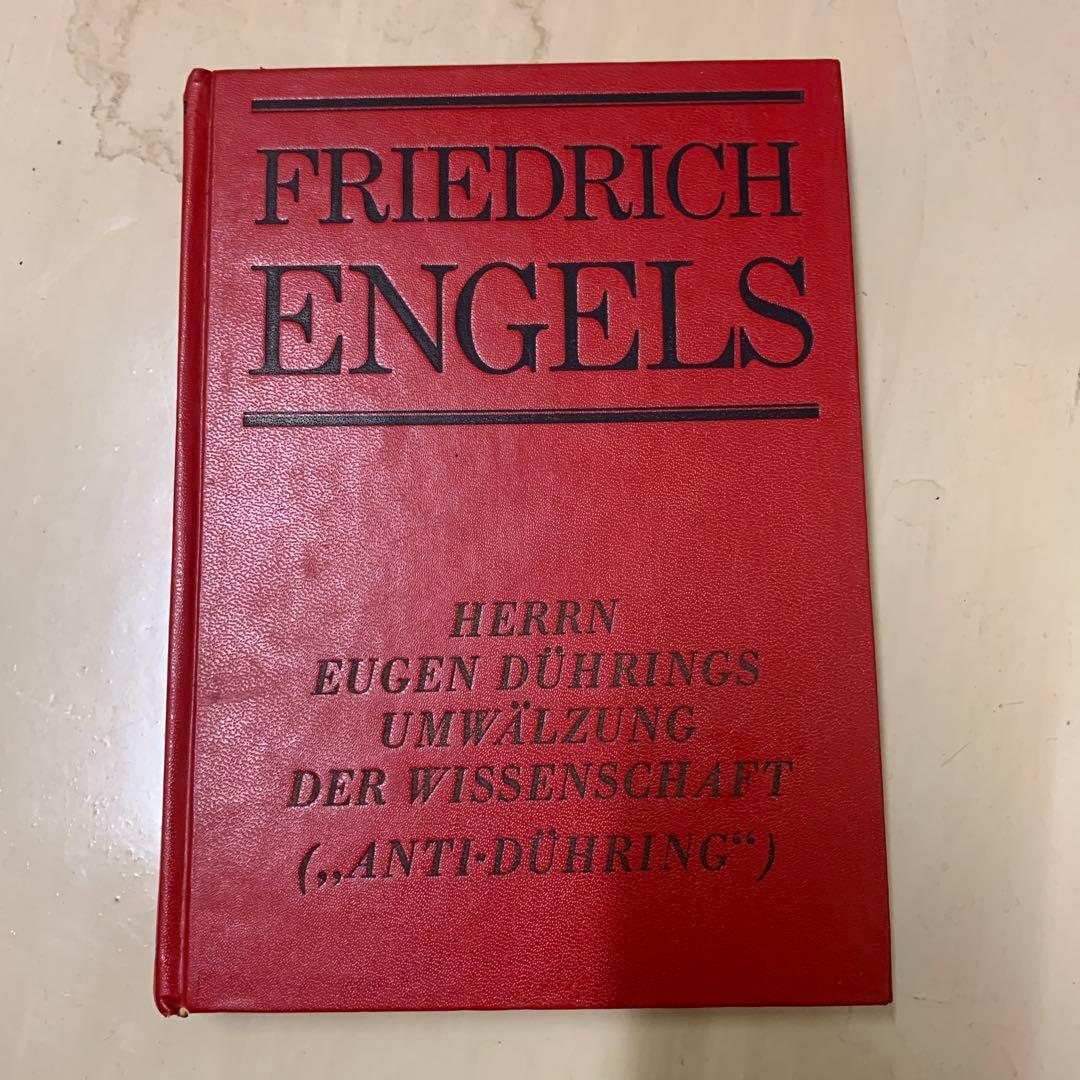 FRIEDRICH
ENGELS
HERRN
EUGEN DÜHRINGS
UMWÄLZUNG
DER WISSENSCHAFT
(„ANTI-DÜHRING“)